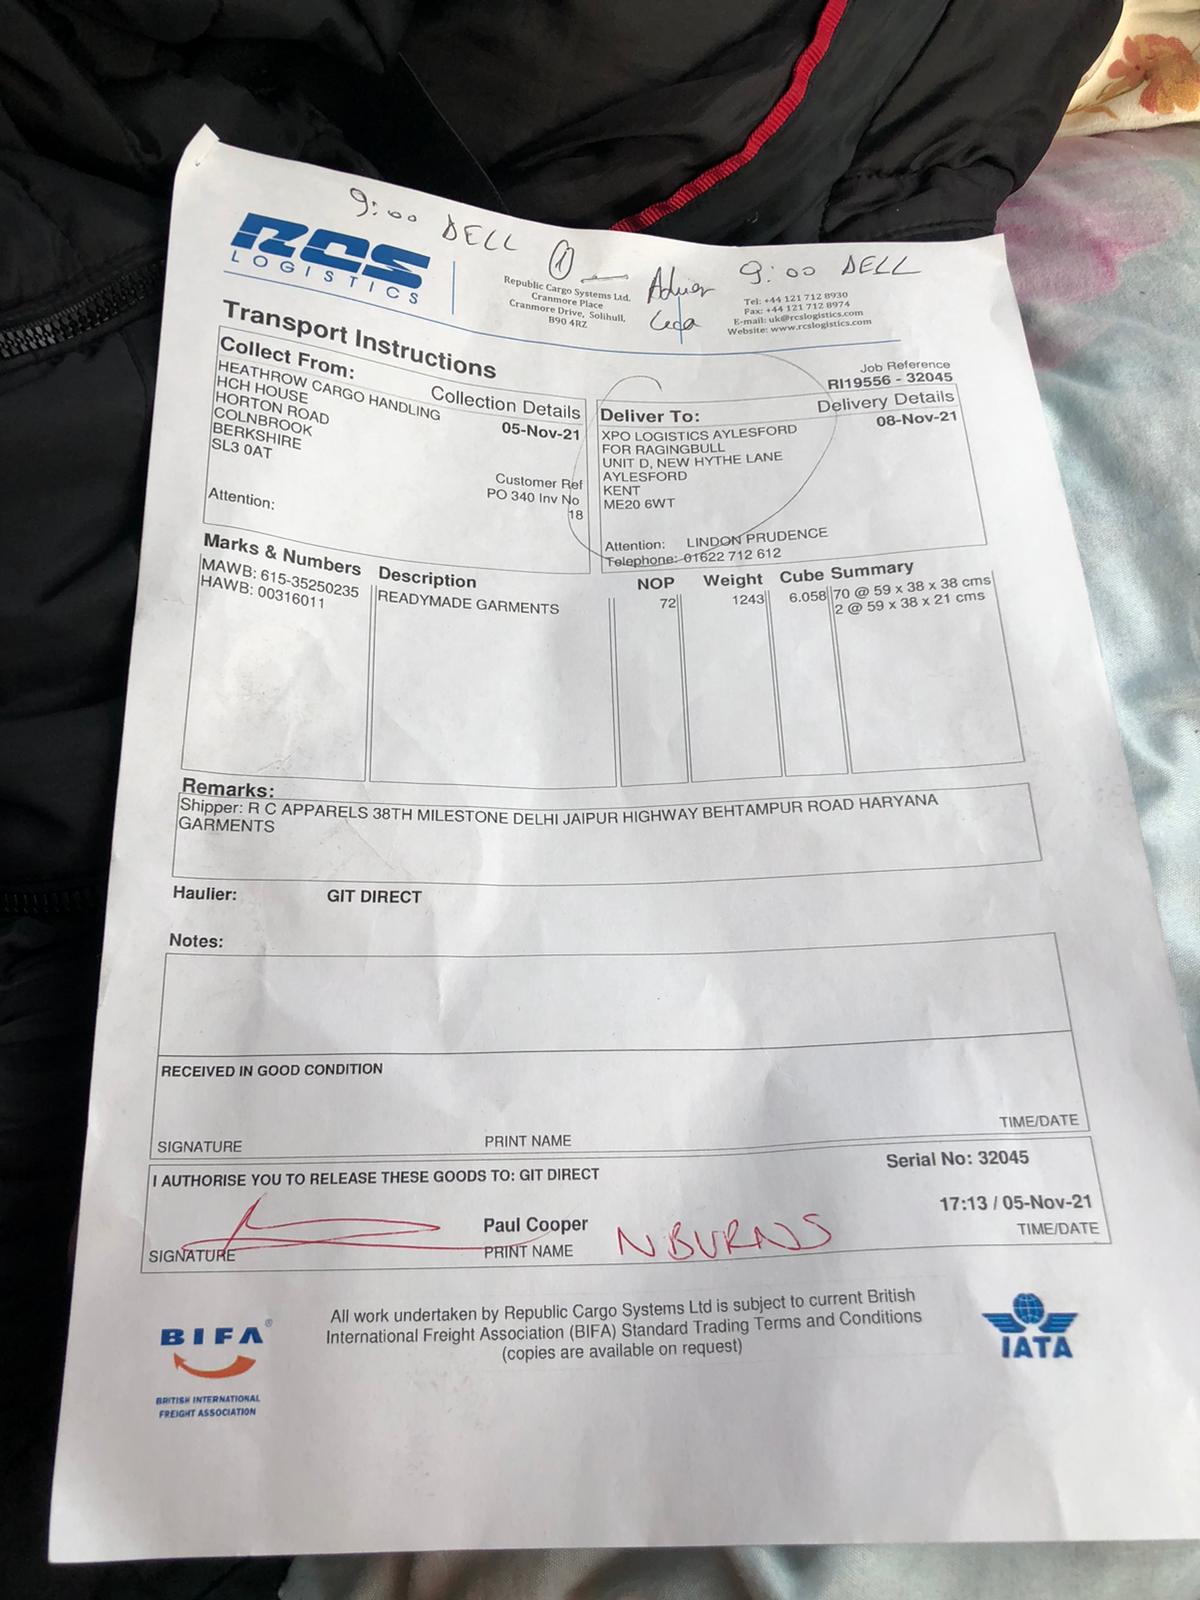 9:00 DELL 1 9:00 DELL
RCS
LOGISTICS
Republic Cargo Systems Ltd.
Cranmore Place
Cranmore Drive, Solihull,
B90 4RZ
Tel: +44 121 712 8930
Fax: +44 121 712 8974
E-mail: uk@rcslogistics.com
Website: www.rcslogistics.com
Transport Instructions
Job Reference
RI19556 - 32045
Collect From:
Collection Details
HEATHROW CARGO HANDLING
HCH HOUSE
05-Nov-21
HORTON ROAD
COLNBROOK
BERKSHIRE
SL3 0AT
Customer Ref
PO 340 Inv No
18
Attention:
Deliver To:
Delivery Details
XPO LOGISTICS AYLESFORD
08-Nov-21
FOR RAGINGBULL
UNIT D, NEW HYTHE LANE
AYLESFORD
KENT
ME20 6WT
Attention: LINDON PRUDENCE
Telephone: 01622 712 612
Marks & Numbers Description NOP Weight Cube Summary
MAWB: 615-35250235 READYMADE GARMENTS 72 1243 6.058 70 @ 59 x 38 x 38 cms
HAWB: 00316011 2 @ 59 x 38 x 21 cms
Remarks:
Shipper: R C APPARELS 38TH MILESTONE DELHI JAIPUR HIGHWAY BEHTAMPUR ROAD HARYANA
GARMENTS
Haulier: GIT DIRECT
Notes:
RECEIVED IN GOOD CONDITION
SIGNATURE PRINT NAME TIME/DATE
I AUTHORISE YOU TO RELEASE THESE GOODS TO: GIT DIRECT Serial No: 32045
Paul Cooper N BURNS 17:13 / 05-Nov-21
SIGNATURE PRINT NAME TIME/DATE
All work undertaken by Republic Cargo Systems Ltd is subject to current British
International Freight Association (BIFA) Standard Trading Terms and Conditions
(copies are available on request)
BIFA®
BRITISH INTERNATIONAL
FREIGHT ASSOCIATION
IATA